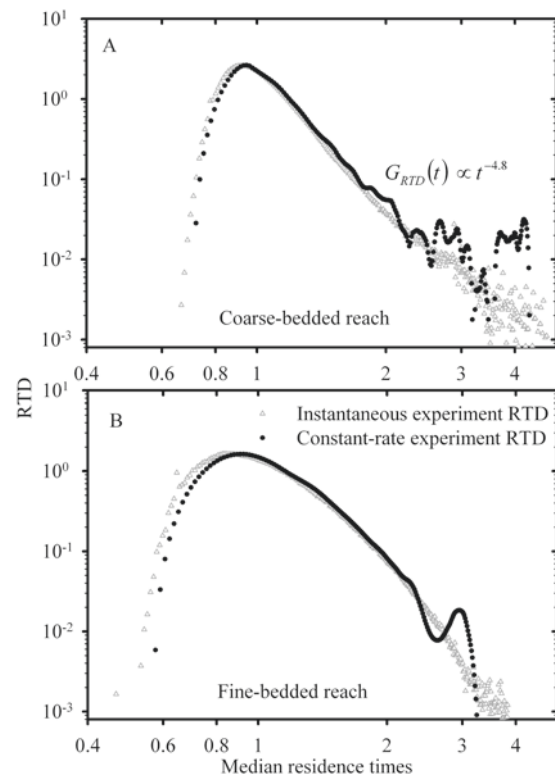 10^1
A
10^0
10^-1
G_RTD(t) ∝ t^-4.8
10^-2
Coarse-bedded reach
10^-3
0.4 0.6 0.8 1 2 3 4
RTD
10^1
B
Instantaneous experiment RTD
Constant-rate experiment RTD
10^0
10^-1
10^-2
Fine-bedded reach
10^-3
0.4 0.6 0.8 1 2 3 4
Median residence times